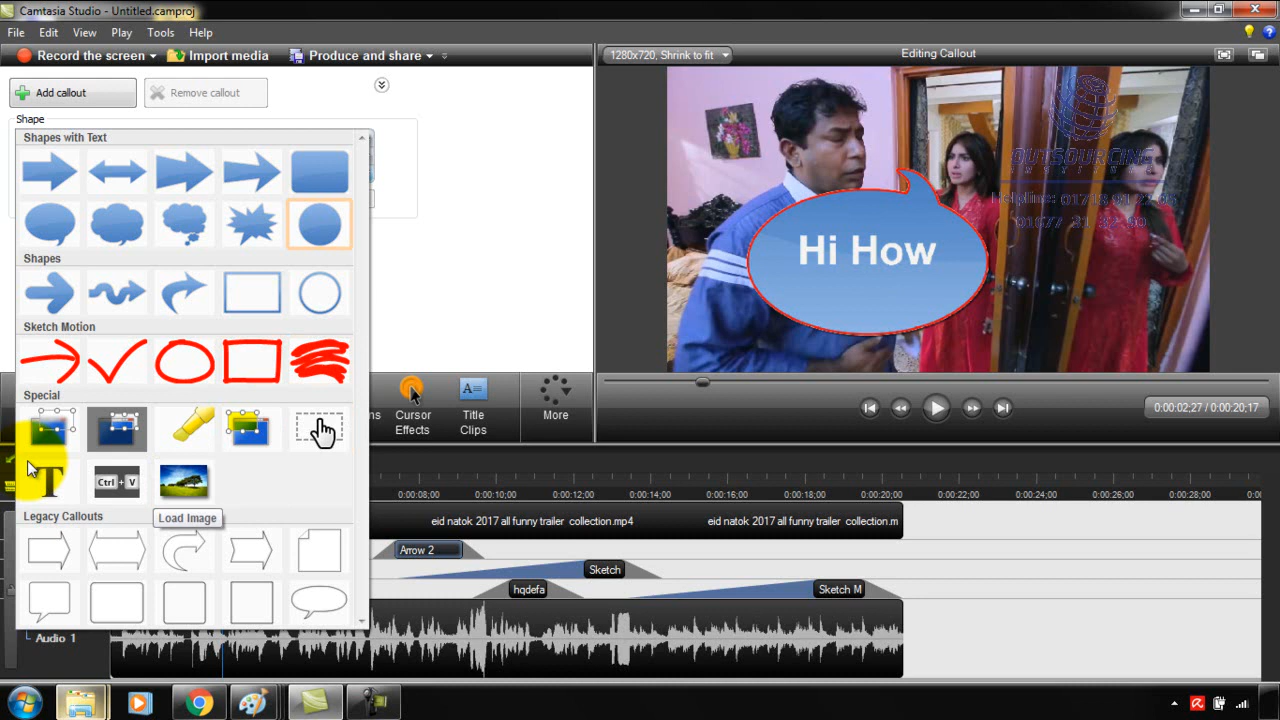 Camtasia Studio - Untitled.camproj
File Edit View Play Tools Help
Record the screen Import media Produce and share
1280x720, Shrink to fit
Editing Callout
Add callout
Remove callout
Shape
Shapes with Text
Shapes
Sketch Motion
Special
T
Ctrl + V
Load Image
Legacy Callouts
OUTSOURCING
Helpline:
Hi How
ns
Cursor Effects
A=
Title Clips
More
0:00:02;27 / 0:00:20;17
0:00:08;00 0:00:10;00 0:00:12;00 0:00:14;00 0:00:16;00 0:00:18;00 0:00:20;00 0:00:22;00 0:00:24;00 0:00:26;00 0:00:28;00 0:0
eid natok 2017 all funny trailer collection.mp4
eid natok 2017 all funny trailer collection.m
Arrow 2
Sketch
hqdefa
Sketch M
Audio 1